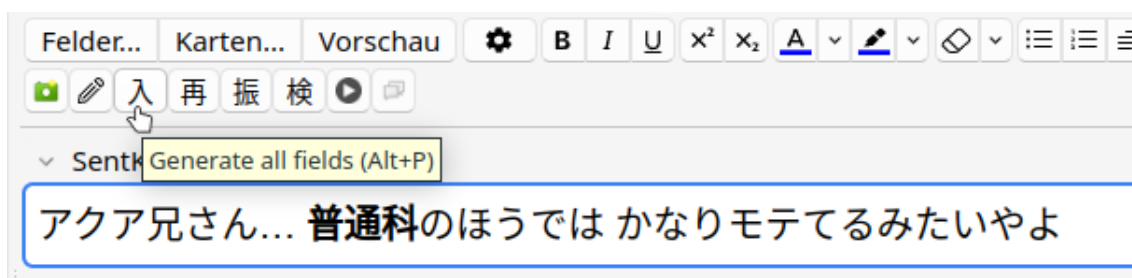 Felder... Karten... Vorschau B I U x² x₂ A
入 再 振 検
SentK
Generate all fields (Alt+P)
アクア兄さん… 普通科のほうでは かなりモテてるみたいやよ